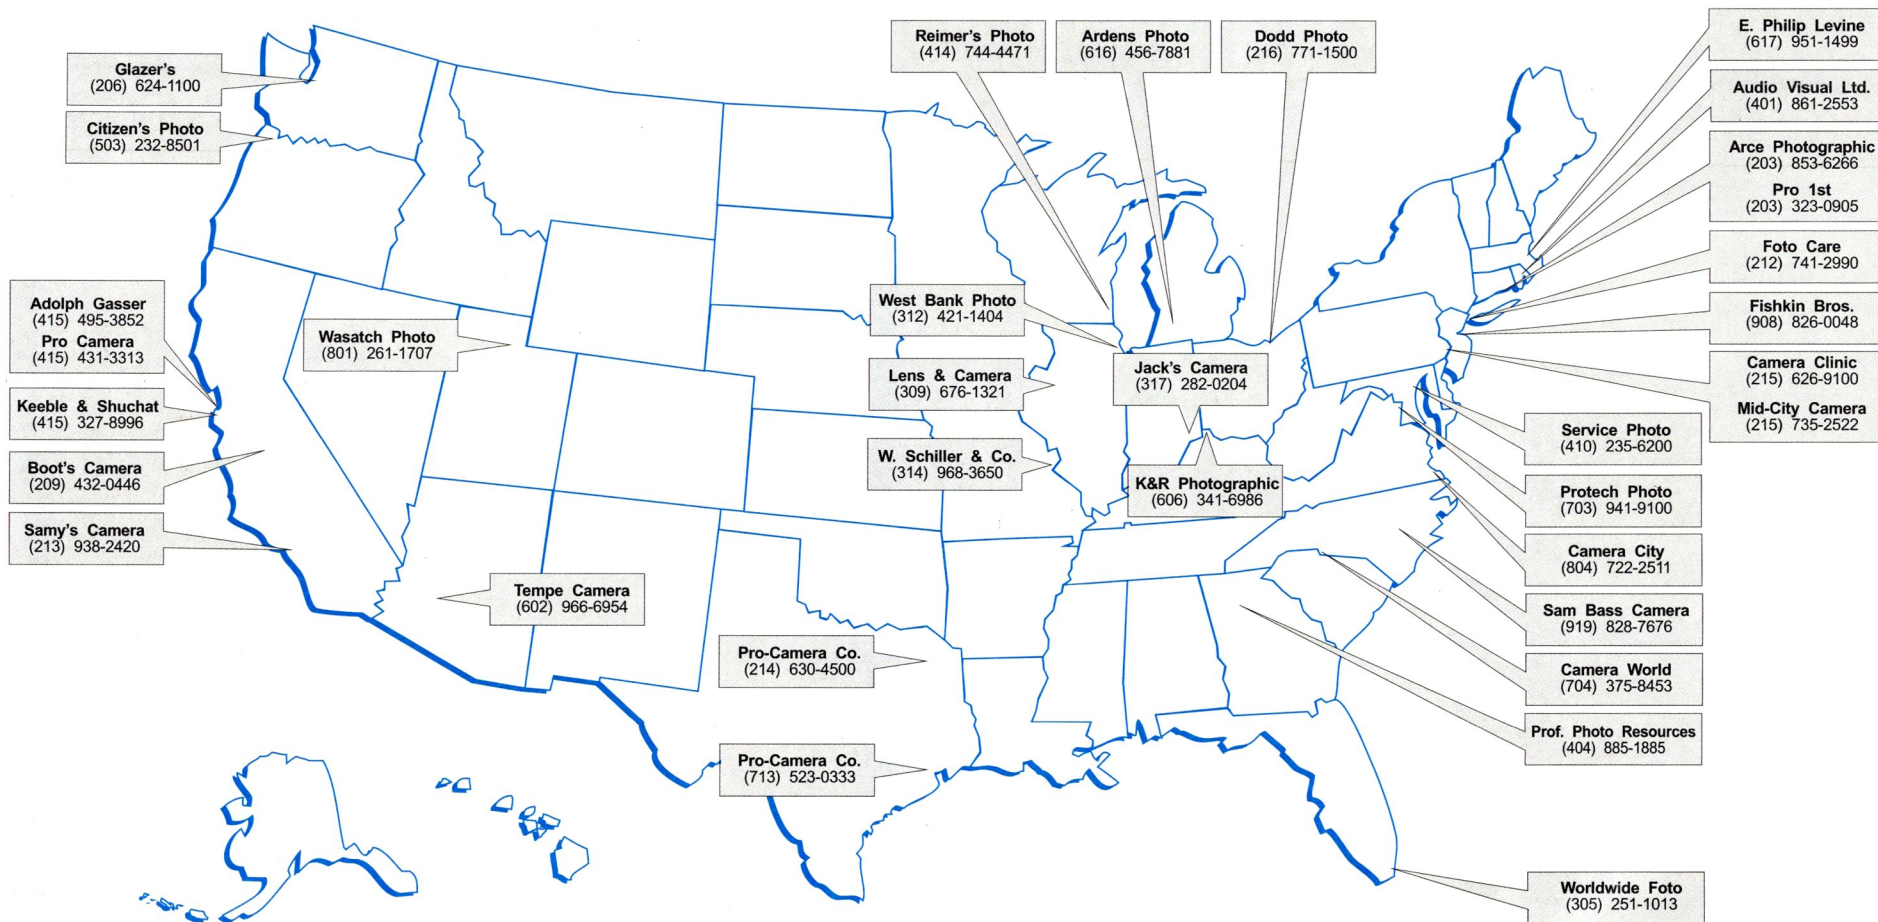 Glazer's
(206) 624-1100
Citizen's Photo
(503) 232-8501
Adolph Gasser
(415) 495-3852
Pro Camera
(415) 431-3313
Keeble & Shuchat
(415) 327-8996
Boot's Camera
(209) 432-0446
Samy's Camera
(213) 938-2420
Wasatch Photo
(801) 261-1707
Tempe Camera
(602) 966-6954
Reimer's Photo
(414) 744-4471
Ardens Photo
(616) 456-7881
Dodd Photo
(216) 771-1500
West Bank Photo
(312) 421-1404
Lens & Camera
(309) 676-1321
Jack's Camera
(317) 282-0204
W. Schiller & Co.
(314) 968-3650
K&R Photographic
(606) 341-6986
Pro-Camera Co.
(214) 630-4500
Pro-Camera Co.
(713) 523-0333
E. Philip Levine
(617) 951-1499
Audio Visual Ltd.
(401) 861-2553
Arce Photographic
(203) 853-6266
Pro 1st
(203) 323-0905
Foto Care
(212) 741-2990
Fishkin Bros.
(908) 826-0048
Camera Clinic
(215) 626-9100
Mid-City Camera
(215) 735-2522
Service Photo
(410) 235-6200
Protech Photo
(703) 941-9100
Camera City
(804) 722-2511
Sam Bass Camera
(919) 828-7676
Camera World
(704) 375-8453
Prof. Photo Resources
(404) 885-1885
Worldwide Foto
(305) 251-1013